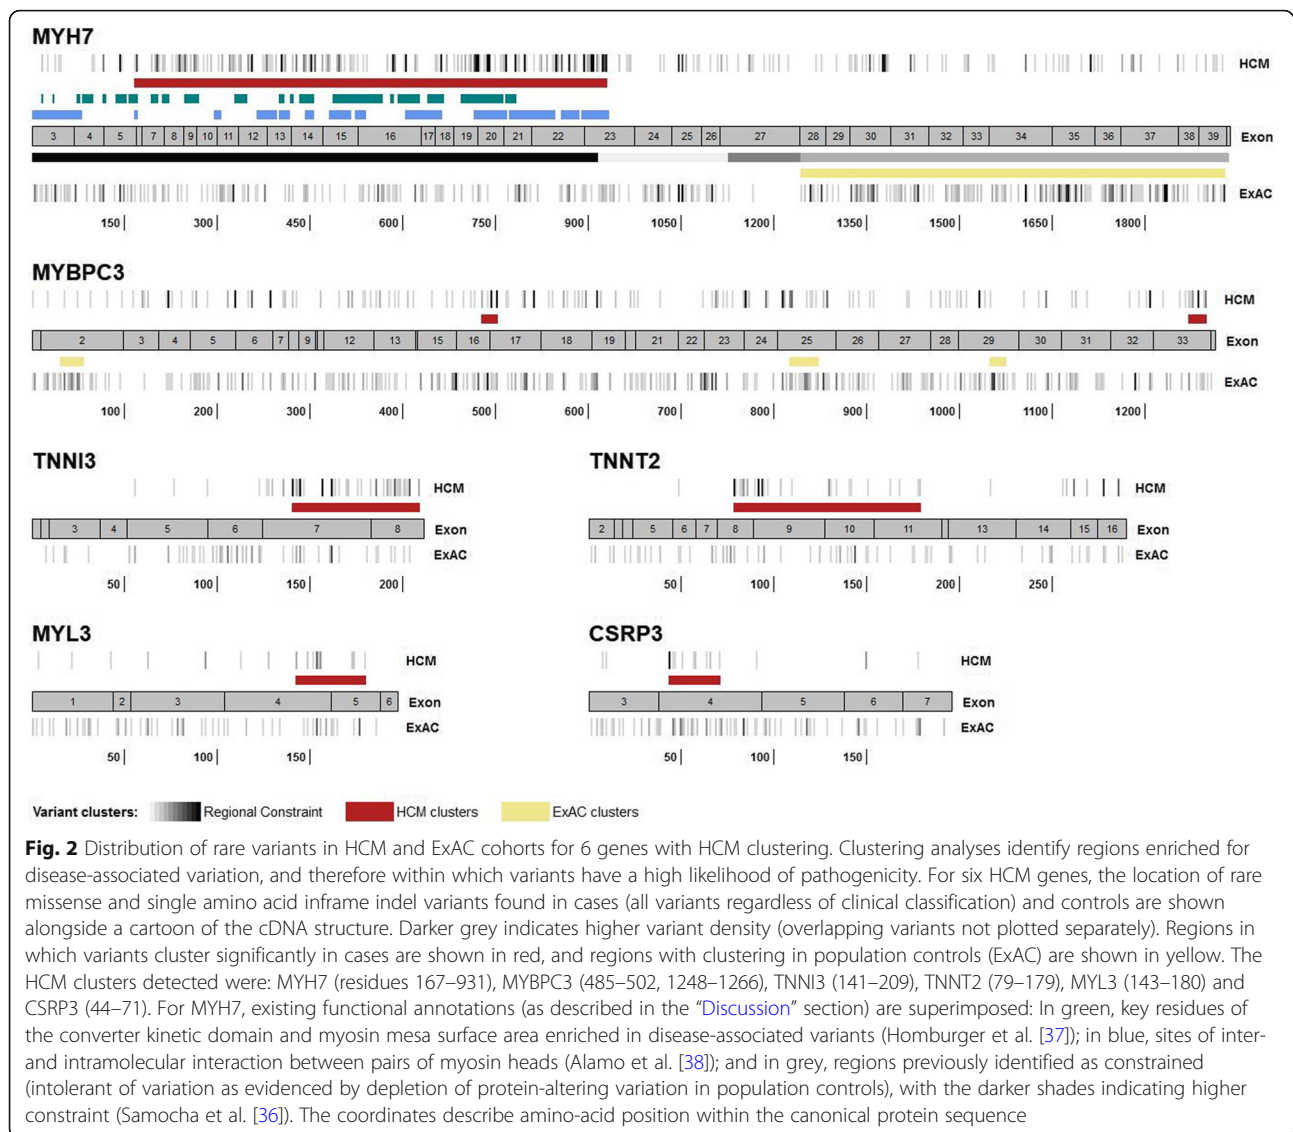 MYH7
HCM
3 4 5 7 8 9 10 11 12 13 14 15 16 17 18 19 20 21 22 23 24 25 26 27 28 29 30 31 32 33 34 35 36 37 38 39 Exon
ExAC
150 300 450 600 750 900 1050 1200 1350 1500 1650 1800
MYBPC3
HCM
2 3 4 5 6 7 9 12 13 15 16 17 18 19 21 22 23 24 25 26 27 28 29 30 31 32 33 Exon
ExAC
100 200 300 400 500 600 700 800 900 1000 1100 1200
TNNI3
HCM
3 4 5 6 7 8 Exon
ExAC
50 100 150 200
TNNT2
HCM
2 5 6 7 8 9 10 11 13 14 15 16 Exon
ExAC
50 100 150 200 250
MYL3
HCM
1 2 3 4 5 6 Exon
ExAC
50 100 150
CSRP3
HCM
3 4 5 6 7 Exon
ExAC
50 100 150
Variant clusters: Regional Constraint HCM clusters ExAC clusters
Fig. 2 Distribution of rare variants in HCM and ExAC cohorts for 6 genes with HCM clustering. Clustering analyses identify regions enriched for
disease-associated variation, and therefore within which variants have a high likelihood of pathogenicity. For six HCM genes, the location of rare
missense and single amino acid inframe indel variants found in cases (all variants regardless of clinical classification) and controls are shown
alongside a cartoon of the cDNA structure. Darker grey indicates higher variant density (overlapping variants not plotted separately). Regions in
which variants cluster significantly in cases are shown in red, and regions with clustering in population controls (ExAC) are shown in yellow. The
HCM clusters detected were: MYH7 (residues 167–931), MYBPC3 (485–502, 1248–1266), TNNI3 (141–209), TNNT2 (79–179), MYL3 (143–180) and
CSRP3 (44–71). For MYH7, existing functional annotations (as described in the “Discussion” section) are superimposed: In green, key residues of
the converter kinetic domain and myosin mesa surface area enriched in disease-associated variants (Homburger et al. [37]); in blue, sites of inter-
and intramolecular interaction between pairs of myosin heads (Alamo et al. [38]); and in grey, regions previously identified as constrained
(intolerant of variation as evidenced by depletion of protein-altering variation in population controls), with the darker shades indicating higher
constraint (Samocha et al. [36]). The coordinates describe amino-acid position within the canonical protein sequence